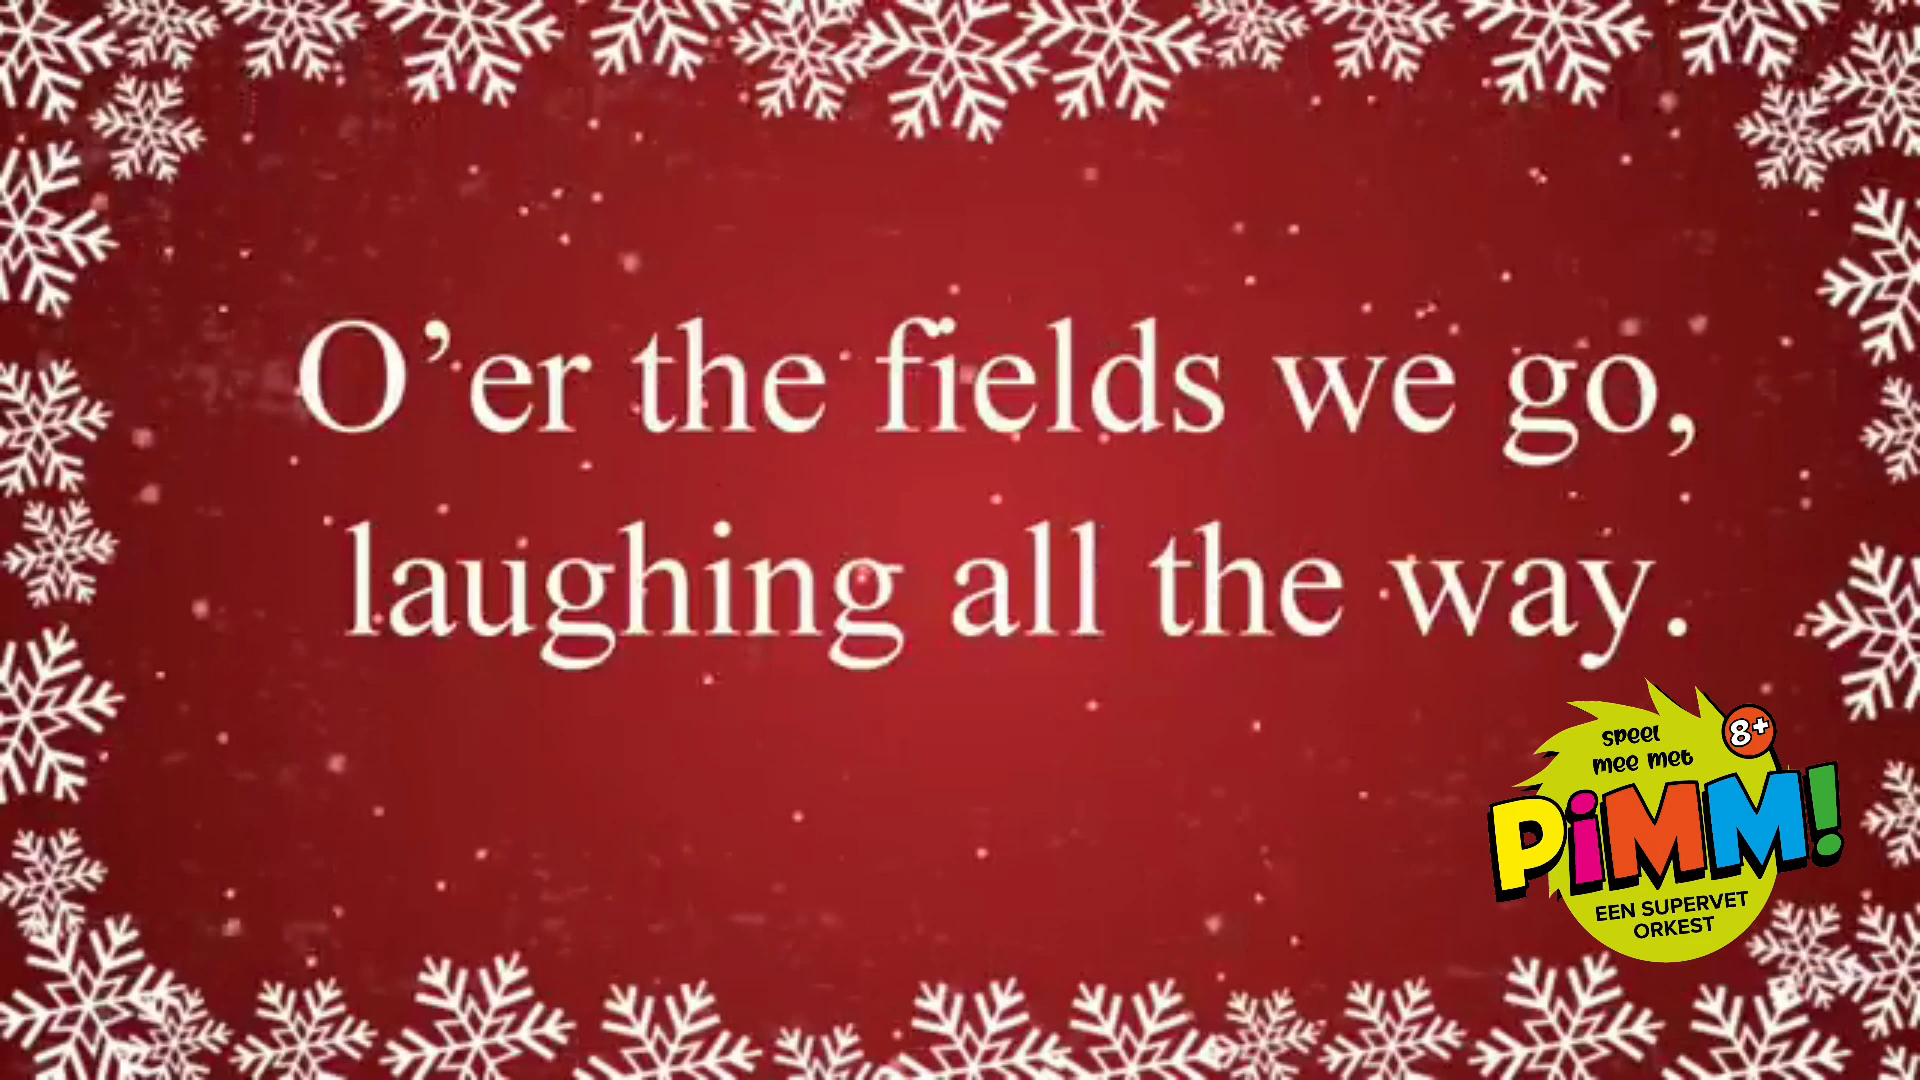 O’er the fields we go,
laughing all the way.
speel
mee met
8+
PiMM!
EEN SUPERVET
ORKEST